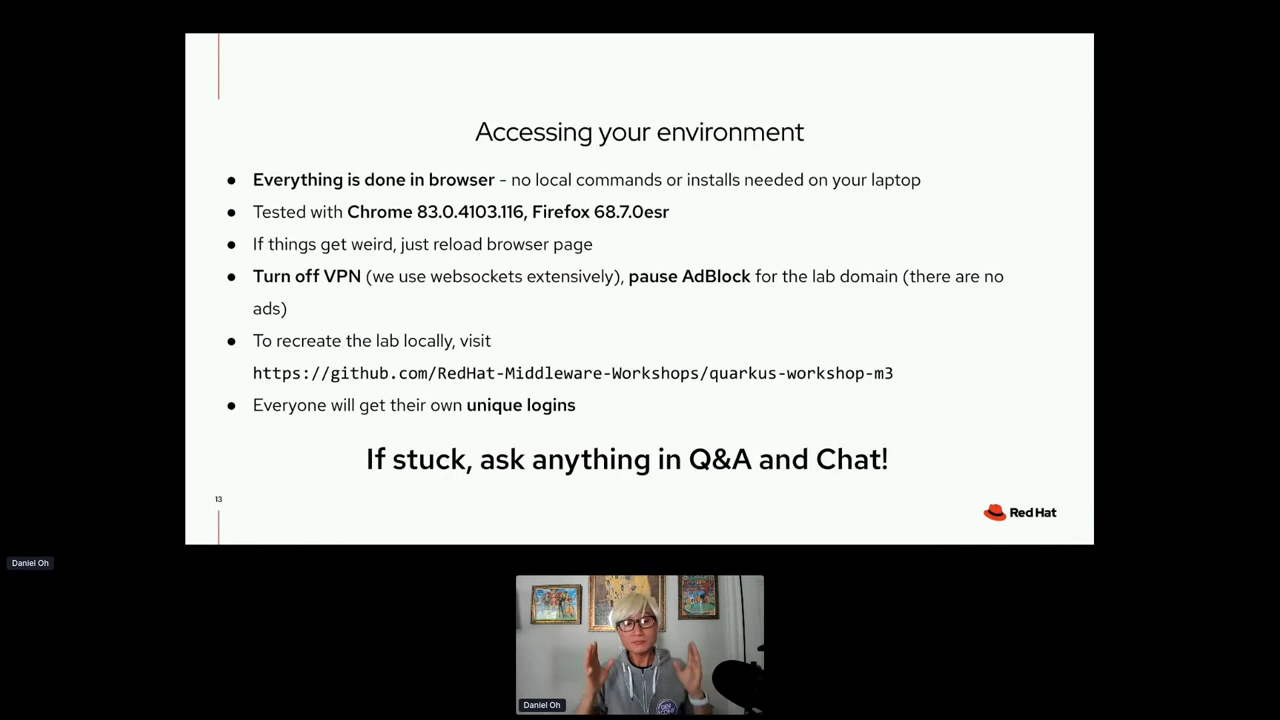 Accessing your environment
● Everything is done in browser - no local commands or installs needed on your laptop
● Tested with Chrome 83.0.4103.116, Firefox 68.7.0esr
● If things get weird, just reload browser page
● Turn off VPN (we use websockets extensively), pause AdBlock for the lab domain (there are no
ads)
● To recreate the lab locally, visit
https://github.com/RedHat-Middleware-Workshops/quarkus-workshop-m3
● Everyone will get their own unique logins
If stuck, ask anything in Q&A and Chat!
13
Red Hat
Daniel Oh
Daniel Oh